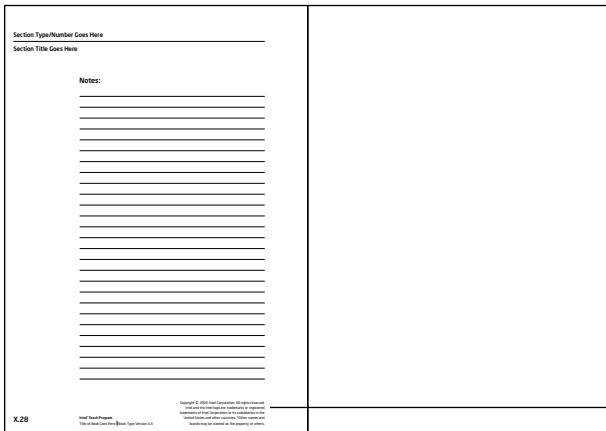 Section Type/Number Goes Here
Section Title Goes Here
Notes:
X.28
Intel® Teach Program
Title of Book Goes Here | Book Type Version X.X
Copyright © 2009 Intel Corporation. All rights reserved.
Intel and the Intel logo are trademarks or registered
trademarks of Intel Corporation or its subsidiaries in the
United States and other countries. *Other names and
brands may be claimed as the property of others.